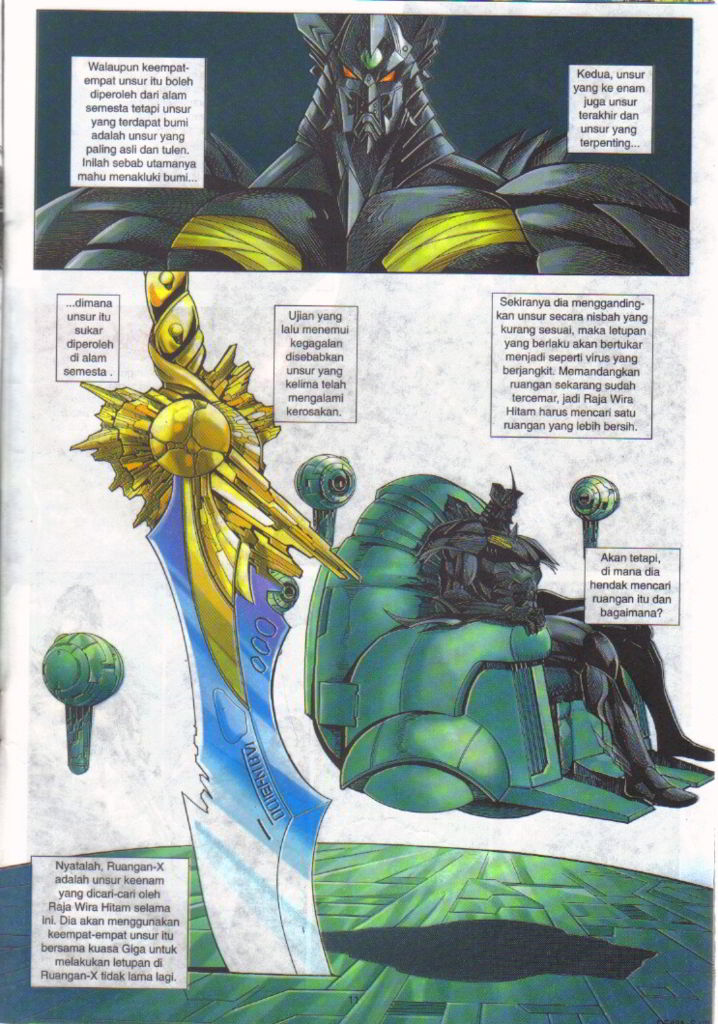 Walaupun keempat-
empat unsur itu boleh
diperoleh dari alam
semesta tetapi unsur
yang terdapat bumi
adalah unsur yang
paling asli dan tulen.
Inilah sebab utamanya
mahu menakluki bumi...
Kedua, unsur
yang ke enam
juga unsur
terakhir dan
unsur yang
terpenting...
...dimana
unsur itu
sukar
diperoleh
di alam
semesta .
Ujian yang
lalu menemui
kegagalan
disebabkan
unsur yang
kelima telah
mengalami
kerosakan.
Sekiranya dia mengganding-
kan unsur secara nisbah yang
kurang sesuai, maka letupan
yang berlaku akan bertukar
menjadi seperti virus yang
berjangkit. Memandangkan
ruangan sekarang sudah
tercemar, jadi Raja Wira
Hitam harus mencari satu
ruangan yang lebih bersih.
Akan tetapi,
di mana dia
hendak mencari
ruangan itu dan
bagaimana?
Nyatalah, Ruangan-X
adalah unsur keenam
yang dicari-cari oleh
Raja Wira Hitam selama
ini. Dia akan menggunakan
keempat-empat unsur itu
bersama kuasa Giga untuk
melakukan letupan di
Ruangan-X tidak lama lagi.
11